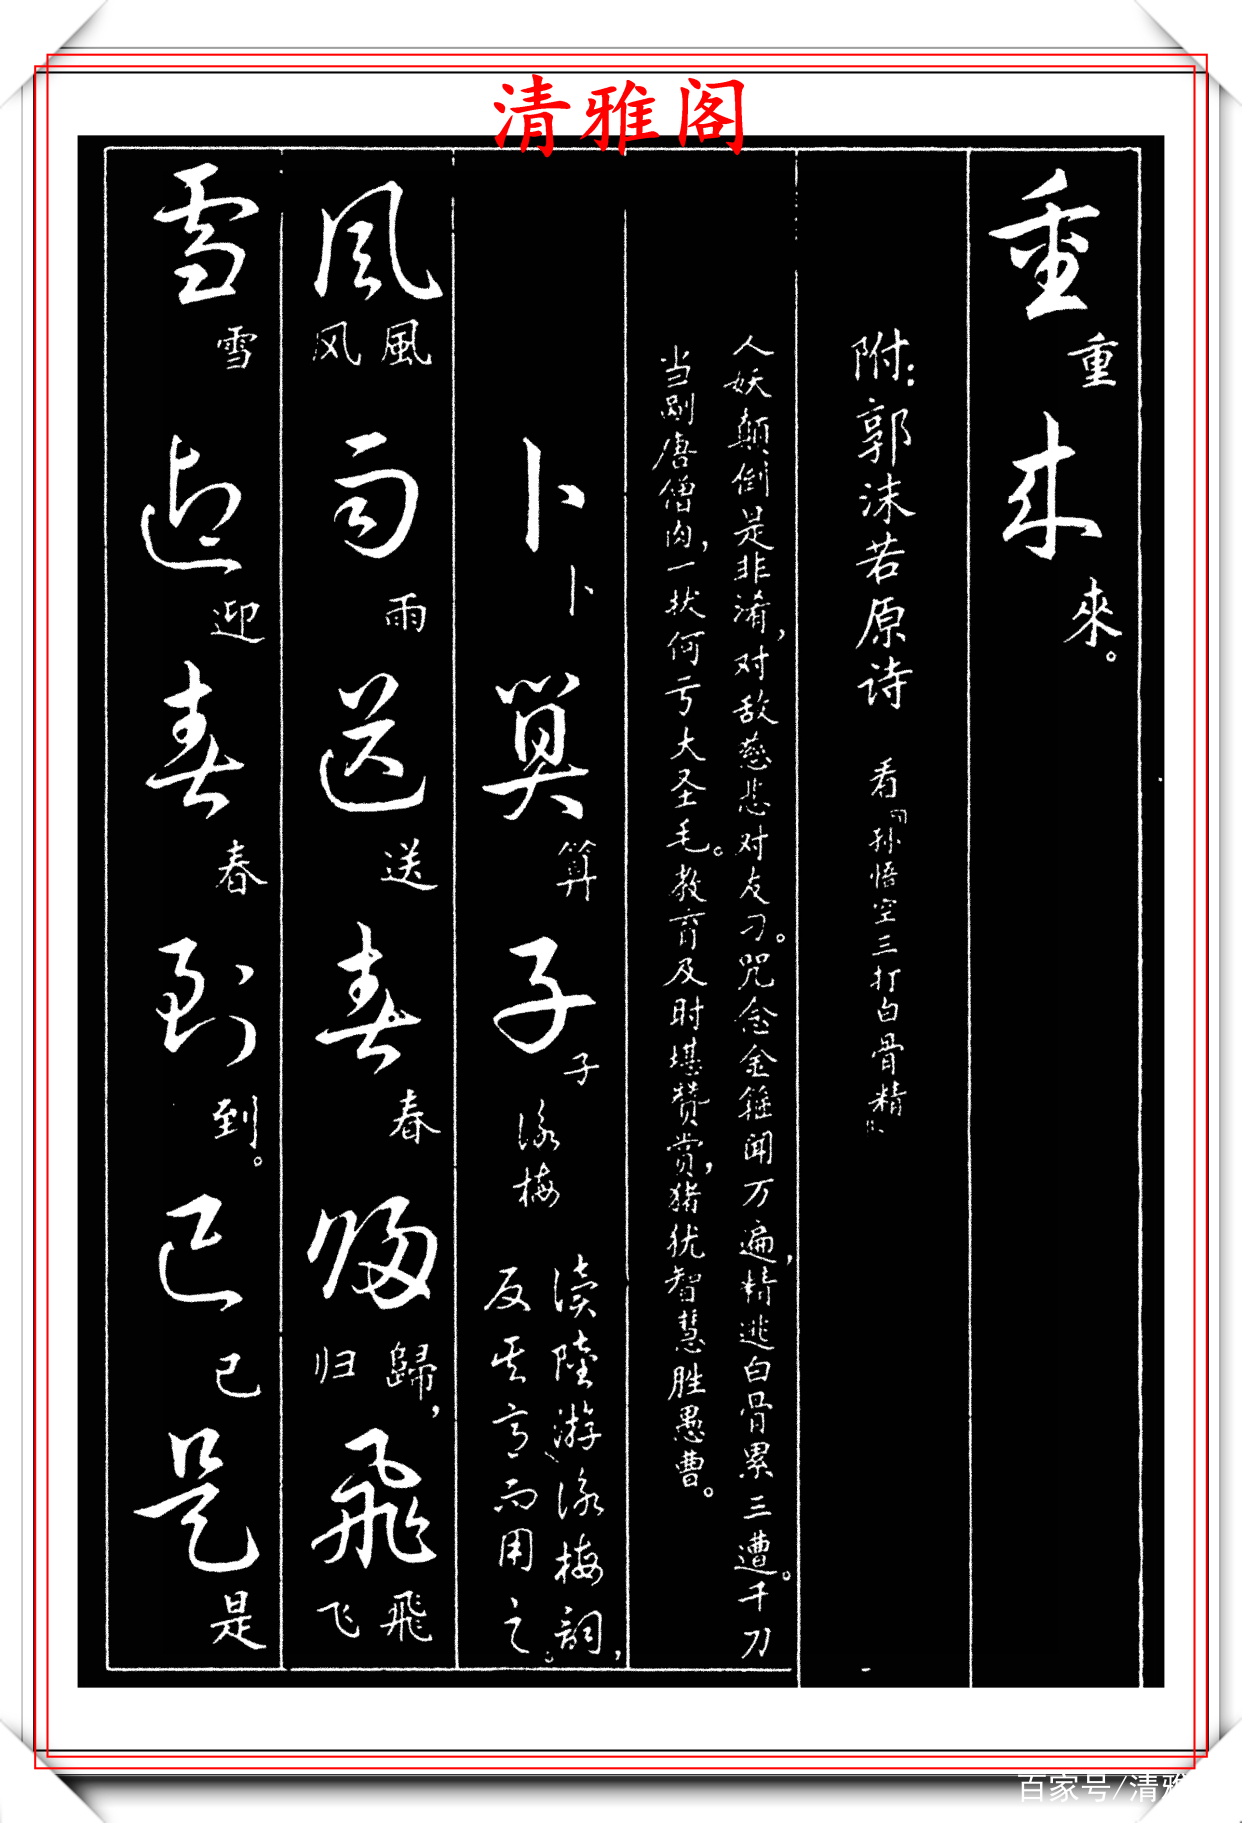 清雅阁
重重来來。
附：郭沫若原诗 看《孙悟空三打白骨精》
人妖颠倒是非淆，对敌慈悲对友刁。咒念金箍闻万遍，精逃白骨累三遭。千刀
当剐唐僧肉，一拔何亏大圣毛。教育及时堪赞赏，猪犹智慧胜愚曹。
卜卜算算子子 咏梅
读陆游咏梅词，
反其意而用之。
風風风雨雨送送春春歸歸归，飛飛飞
雪雪迎迎春春到到。已已是是
百家号/清雅